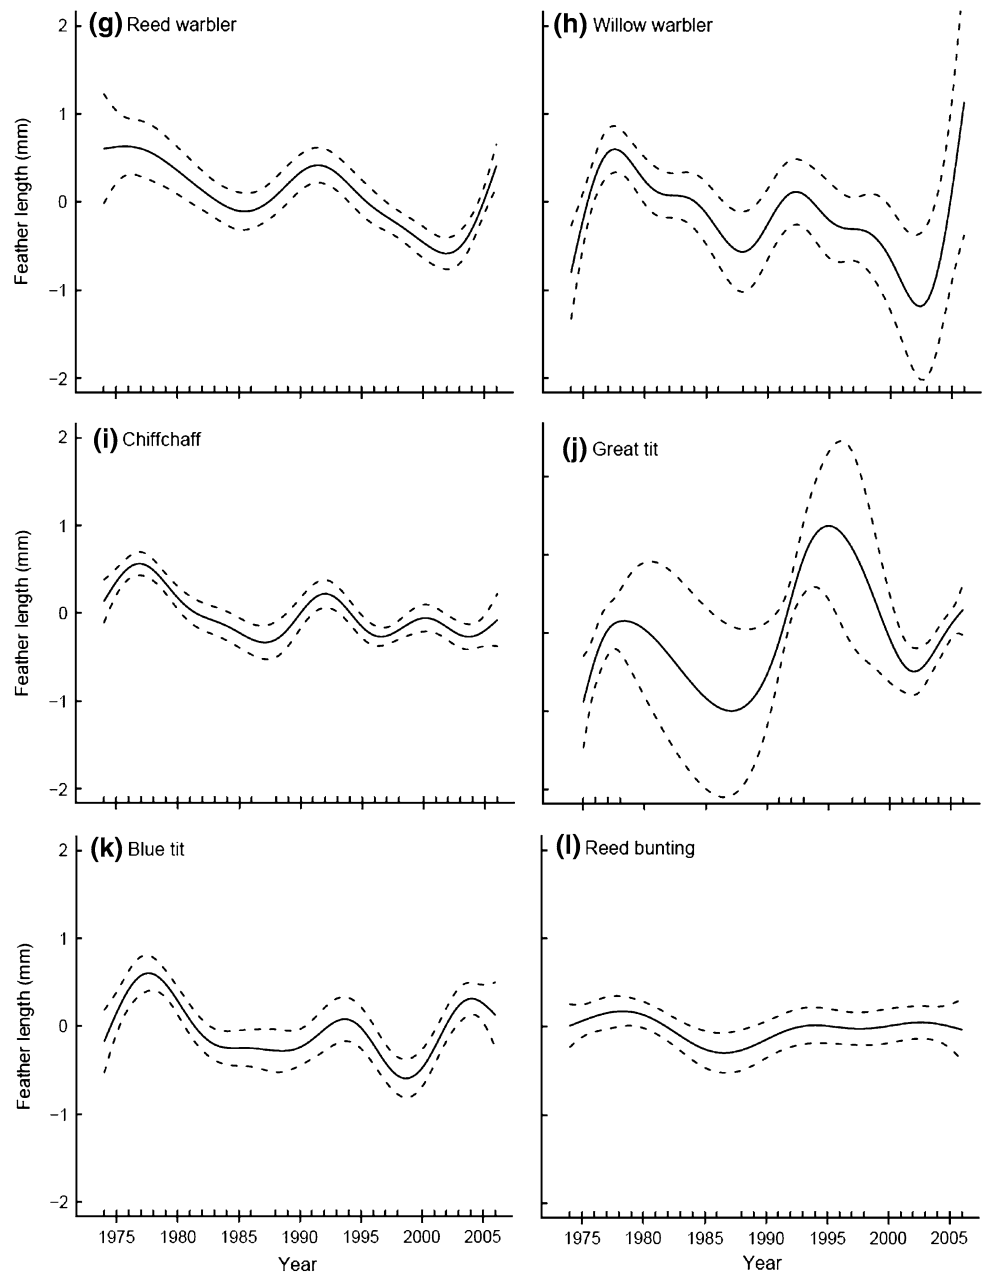 (g) Reed warbler
(h) Willow warbler
2
1
0
−1
−2
Feather length (mm)
(i) Chiffchaff
(j) Great tit
2
1
0
−1
−2
Feather length (mm)
(k) Blue tit
(l) Reed bunting
2
1
0
−1
−2
Feather length (mm)
1975 1980 1985 1990 1995 2000 2005
1975 1980 1985 1990 1995 2000 2005
Year
Year